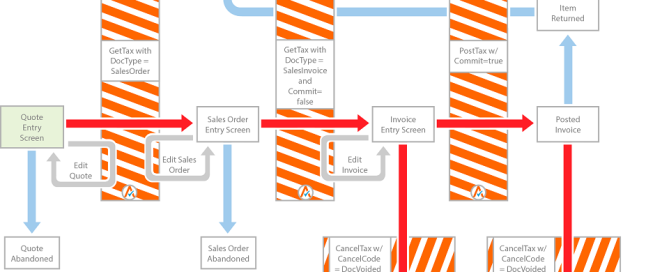 Item
Returned
GetTax with
DocType =
SalesOrder
GetTax with
DocType =
SalesInvoice
and
Commit=
false
PostTax w/
Commit=true
Quote
Entry
Screen
Sales Order
Entry Screen
Invoice
Entry Screen
Posted
Invoice
Edit
Quote
Edit Sales
Order
Edit
Invoice
Quote
Abandoned
Sales Order
Abandoned
CancelTax w/
CancelCode
= DocVoided
CancelTax w/
CancelCode
= DocVoided